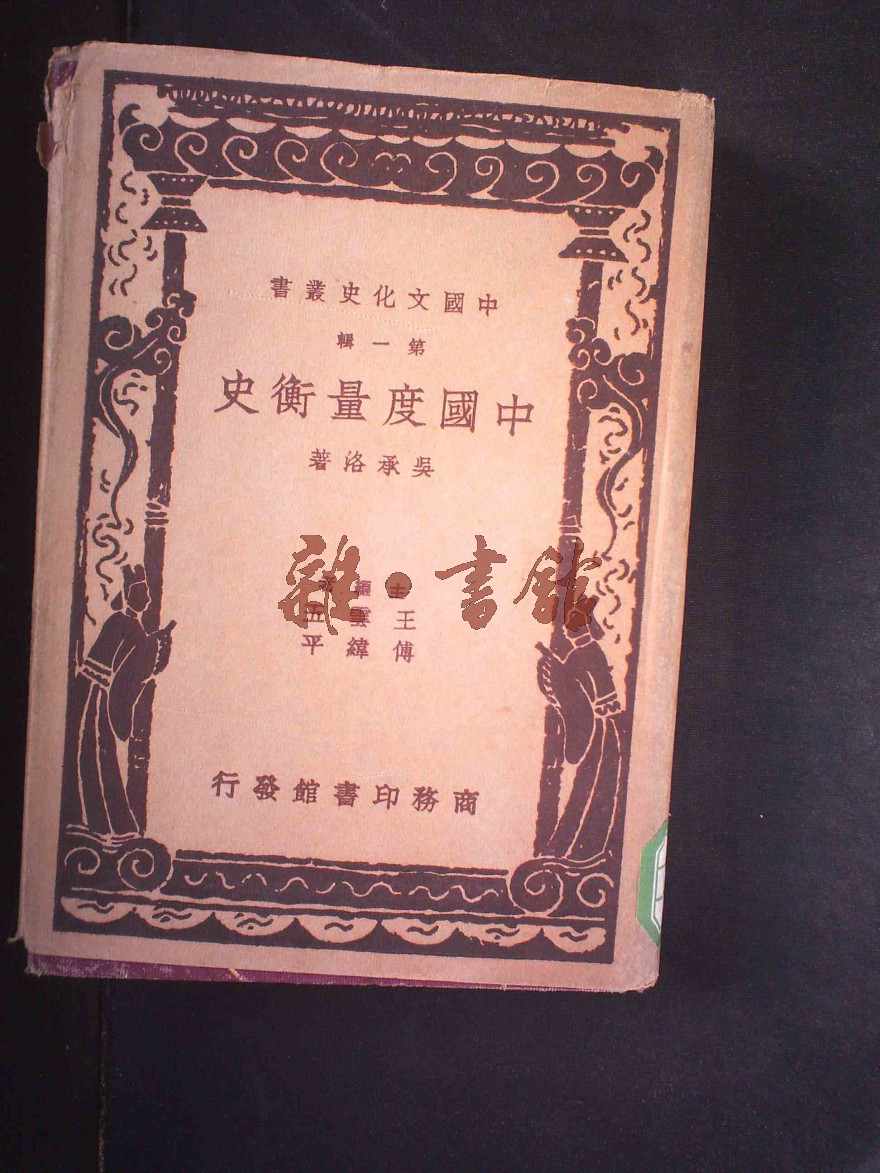 中國文化史叢書
第一輯
中國度量衡史
吳承洛著
雜·書館
主編者
王雲五
傅緯平
商務印書館發行